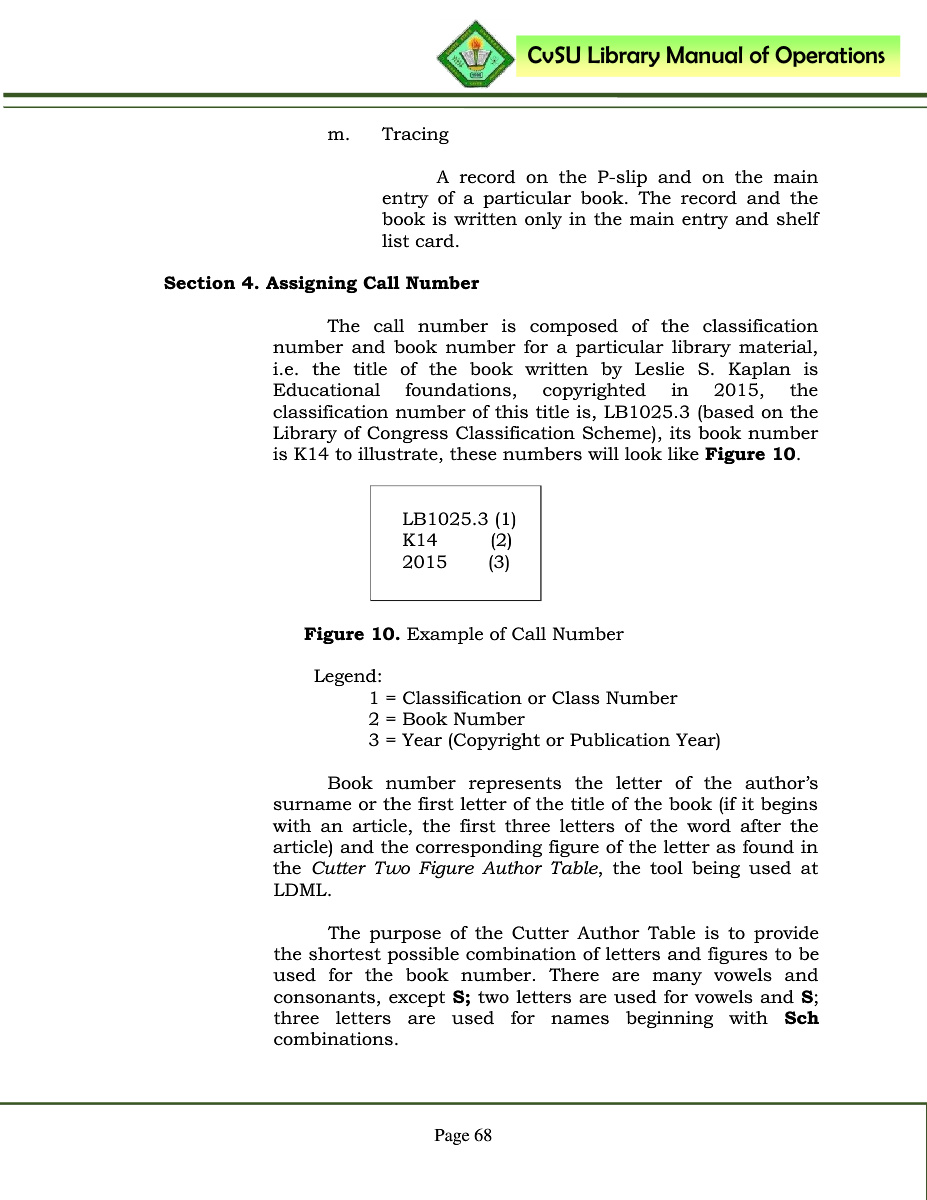 CvSU Library Manual of Operations
m. Tracing
A record on the P-slip and on the main
entry of a particular book. The record and the
book is written only in the main entry and shelf
list card.
Section 4. Assigning Call Number
The call number is composed of the classification
number and book number for a particular library material,
i.e. the title of the book written by Leslie S. Kaplan is
Educational foundations, copyrighted in 2015, the
classification number of this title is, LB1025.3 (based on the
Library of Congress Classification Scheme), its book number
is K14 to illustrate, these numbers will look like Figure 10.
LB1025.3 (1)
K14 (2)
2015 (3)
Figure 10. Example of Call Number
Legend:
1 = Classification or Class Number
2 = Book Number
3 = Year (Copyright or Publication Year)
Book number represents the letter of the author's
surname or the first letter of the title of the book (if it begins
with an article, the first three letters of the word after the
article) and the corresponding figure of the letter as found in
the Cutter Two Figure Author Table, the tool being used at
LDML.
The purpose of the Cutter Author Table is to provide
the shortest possible combination of letters and figures to be
used for the book number. There are many vowels and
consonants, except S; two letters are used for vowels and S;
three letters are used for names beginning with Sch
combinations.
Page 68